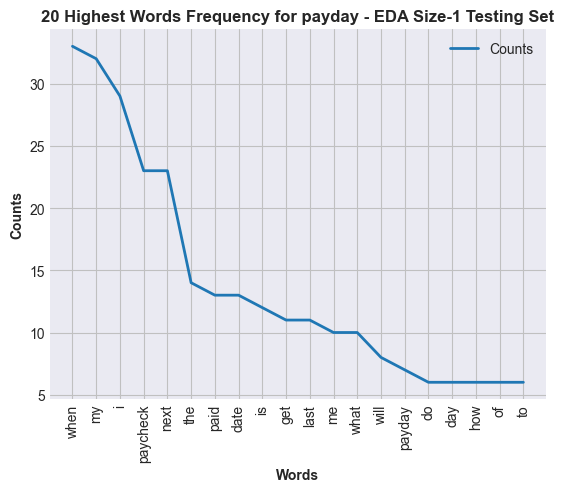 20 Highest Words Frequency for payday - EDA Size-1 Testing Set
Counts
Counts
30
25
20
15
10
5
when
my
i
paycheck
next
the
paid
date
is
get
last
me
what
will
payday
do
day
how
of
to
Words